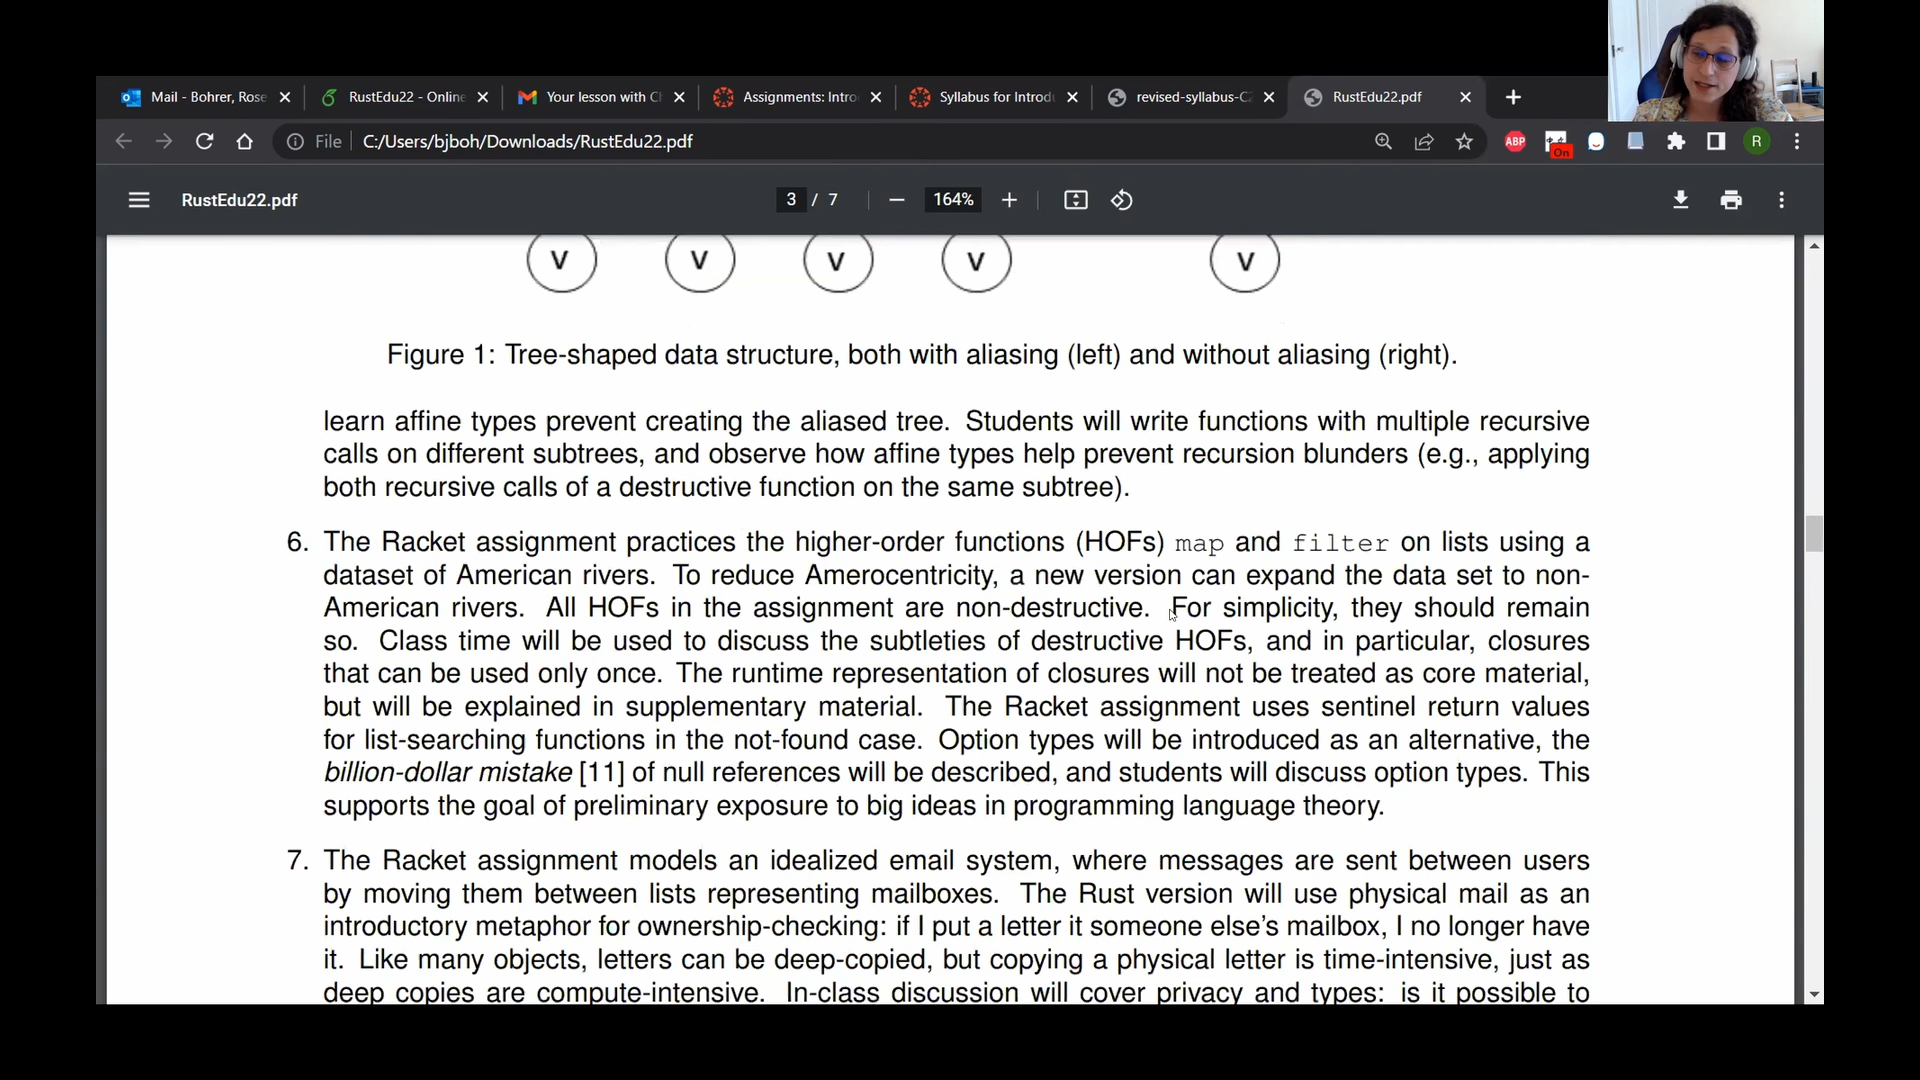 Mail - Bohrer, Rose
RustEdu22 - Online
Your lesson with Ch
Assignments: Intro
Syllabus for Introdu
revised-syllabus-C2
RustEdu22.pdf
File
C:/Users/bjboh/Downloads/RustEdu22.pdf
ABP
On
R
RustEdu22.pdf
3 / 7
164%
V V V V V
Figure 1: Tree-shaped data structure, both with aliasing (left) and without aliasing (right).
learn affine types prevent creating the aliased tree. Students will write functions with multiple recursive
calls on different subtrees, and observe how affine types help prevent recursion blunders (e.g., applying
both recursive calls of a destructive function on the same subtree).
6. The Racket assignment practices the higher-order functions (HOFs) map and filter on lists using a
dataset of American rivers. To reduce Amerocentricity, a new version can expand the data set to non-
American rivers. All HOFs in the assignment are non-destructive. For simplicity, they should remain
so. Class time will be used to discuss the subtleties of destructive HOFs, and in particular, closures
that can be used only once. The runtime representation of closures will not be treated as core material,
but will be explained in supplementary material. The Racket assignment uses sentinel return values
for list-searching functions in the not-found case. Option types will be introduced as an alternative, the
billion-dollar mistake [11] of null references will be described, and students will discuss option types. This
supports the goal of preliminary exposure to big ideas in programming language theory.
7. The Racket assignment models an idealized email system, where messages are sent between users
by moving them between lists representing mailboxes. The Rust version will use physical mail as an
introductory metaphor for ownership-checking: if I put a letter it someone else's mailbox, I no longer have
it. Like many objects, letters can be deep-copied, but copying a physical letter is time-intensive, just as
deep copies are compute-intensive. In-class discussion will cover privacy and types: is it possible to